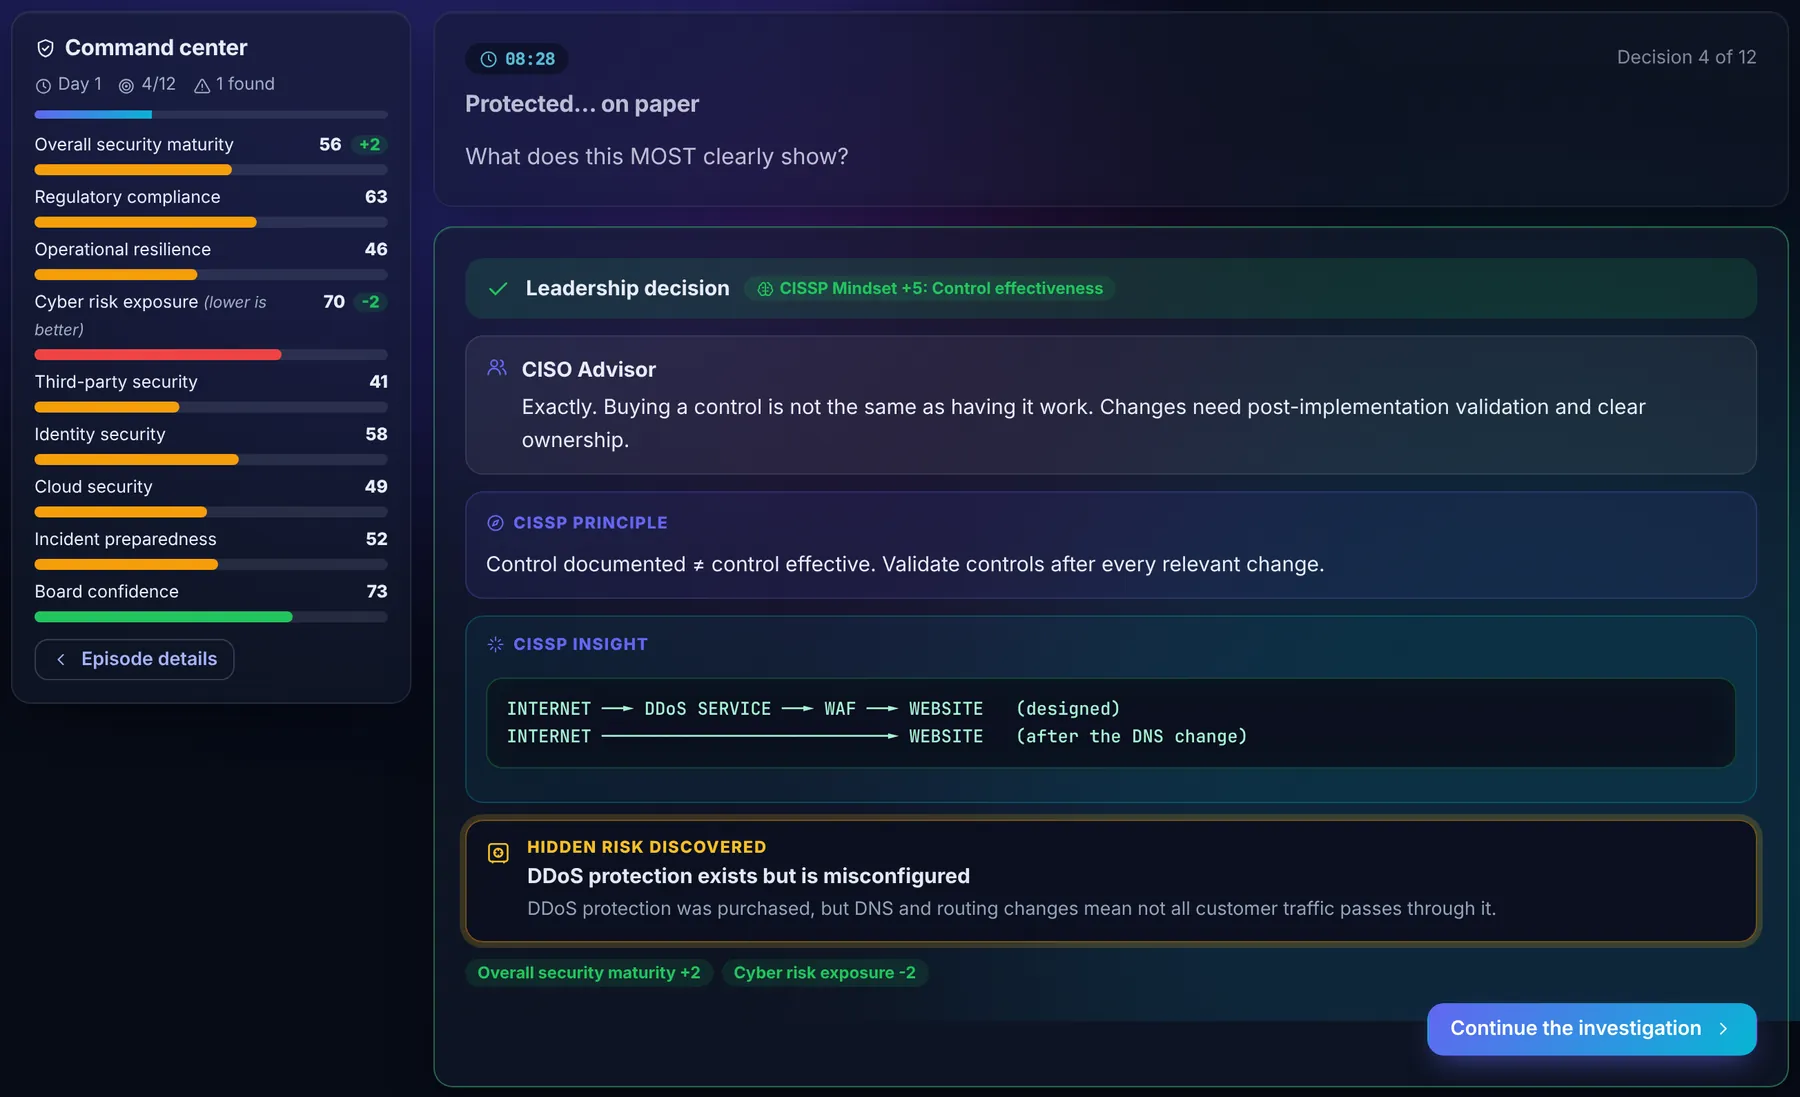 Command center
Day 1 4/12 1 found
Overall security maturity 56 +2
Regulatory compliance 63
Operational resilience 46
Cyber risk exposure (lower is 70 -2
better)
Third-party security 41
Identity security 58
Cloud security 49
Incident preparedness 52
Board confidence 73
Episode details
08:28
Decision 4 of 12
Protected... on paper
What does this MOST clearly show?
Leadership decision CISSP Mindset +5: Control effectiveness
CISO Advisor
Exactly. Buying a control is not the same as having it work. Changes need post-implementation validation and clear
ownership.
CISSP PRINCIPLE
Control documented ≠ control effective. Validate controls after every relevant change.
CISSP INSIGHT
INTERNET ──► DDoS SERVICE ──► WAF ──► WEBSITE (designed)
INTERNET ───────────────────────────► WEBSITE (after the DNS change)
HIDDEN RISK DISCOVERED
DDoS protection exists but is misconfigured
DDoS protection was purchased, but DNS and routing changes mean not all customer traffic passes through it.
Overall security maturity +2 Cyber risk exposure -2
Continue the investigation